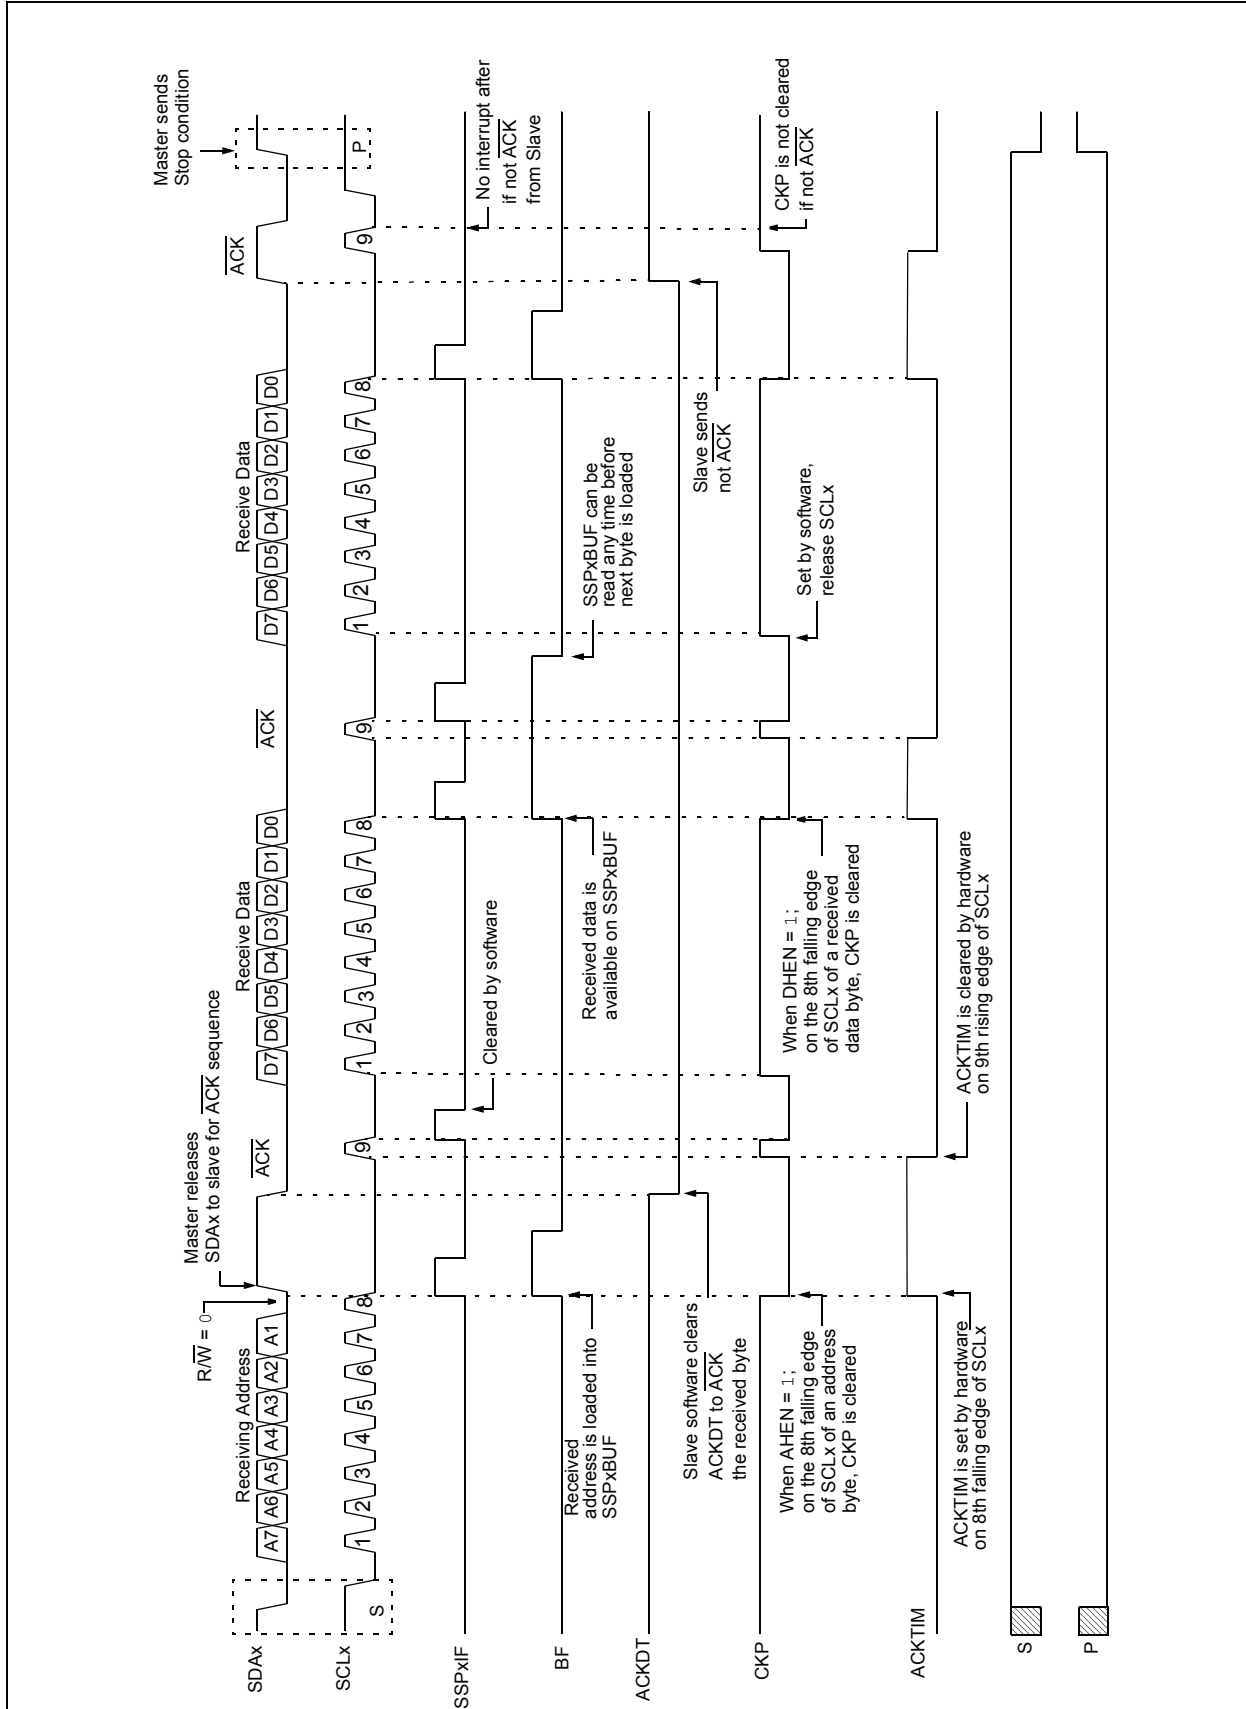 Master sends
Stop condition
Master releases
SDAx to slave for ACK sequence
R/W = 0
Receiving Address
ACK
Receive Data
ACK
Receive Data
ACK
SDAx
A7 A6 A5 A4 A3 A2 A1
D7 D6 D5 D4 D3 D2 D1 D0
D7 D6 D5 D4 D3 D2 D1 D0
SCLx
S
1 2 3 4 5 6 7 8 9
1 2 3 4 5 6 7 8 9
1 2 3 4 5 6 7 8 9
P
SSPxIF
Cleared by software
No interrupt after
if not ACK
from Slave
BF
Received
address is loaded into
SSPxBUF
Received data is
available on SSPxBUF
SSPxBUF can be
read any time before
next byte is loaded
ACKDT
Slave software clears
ACKDT to ACK
the received byte
Slave sends
not ACK
CKP
When AHEN = 1;
on the 8th falling edge
of SCLx of an address
byte, CKP is cleared
When DHEN = 1;
on the 8th falling edge
of SCLx of a received
data byte, CKP is cleared
Set by software,
release SCLx
CKP is not cleared
if not ACK
ACKTIM
ACKTIM is set by hardware
on 8th falling edge of SCLx
ACKTIM is cleared by hardware
on 9th rising edge of SCLx
S
P